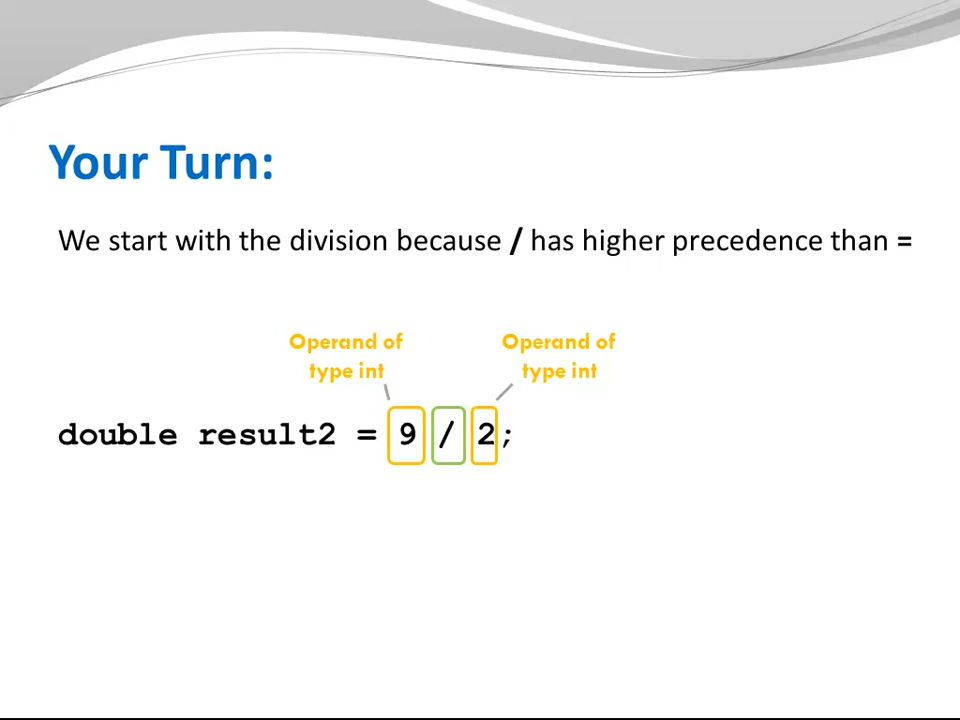 Your Turn:
We start with the division because / has higher precedence than =
Operand of Operand of
type int type int
double result2 = 9 / 2;